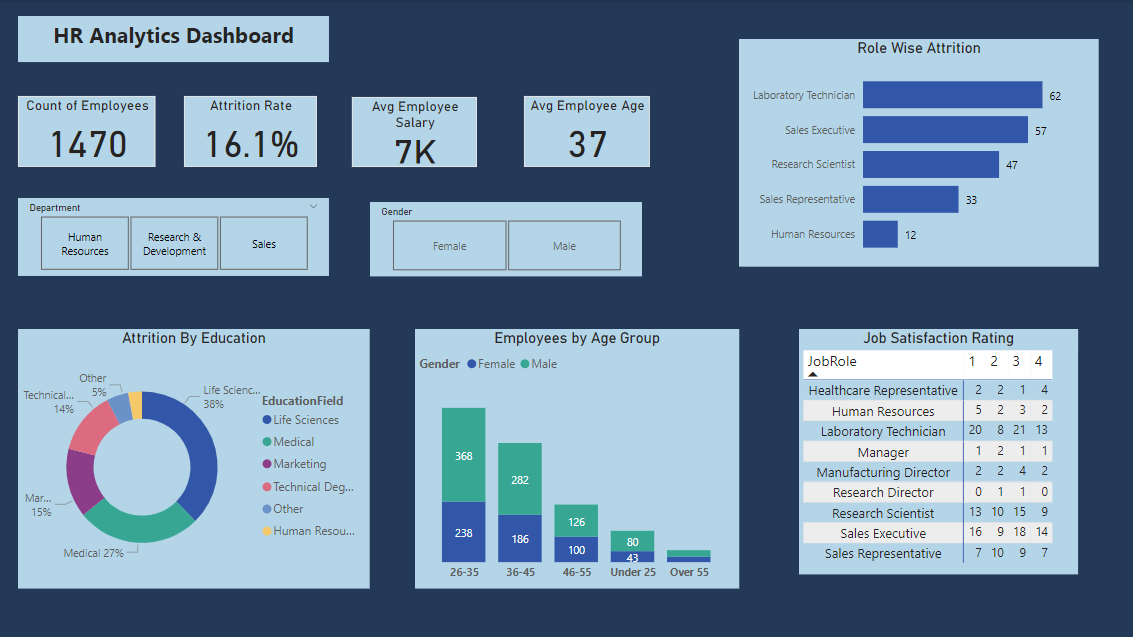 HR Analytics Dashboard
Count of Employees
1470
Attrition Rate
16.1%
Avg Employee
Salary
7K
Avg Employee Age
37
Department
Human
Resources
Research &
Development
Sales
Gender
Female
Male
Role Wise Attrition
Laboratory Technician 62
Sales Executive 57
Research Scientist 47
Sales Representative 33
Human Resources 12
Attrition By Education
Other
5%
Life Scienc...
38%
Technical...
14%
Mar...
15%
Medical 27%
EducationField
Life Sciences
Medical
Marketing
Technical Deg...
Other
Human Resou...
Employees by Age Group
Gender Female Male
368
282
126
80
238
186
100
43
26-35 36-45 46-55 Under 25 Over 55
Job Satisfaction Rating
JobRole 1 2 3 4
Healthcare Representative 2 2 1 4
Human Resources 5 2 3 2
Laboratory Technician 20 8 21 13
Manager 1 2 1 1
Manufacturing Director 2 2 4 2
Research Director 0 1 1 0
Research Scientist 13 10 15 9
Sales Executive 16 9 18 14
Sales Representative 7 10 9 7